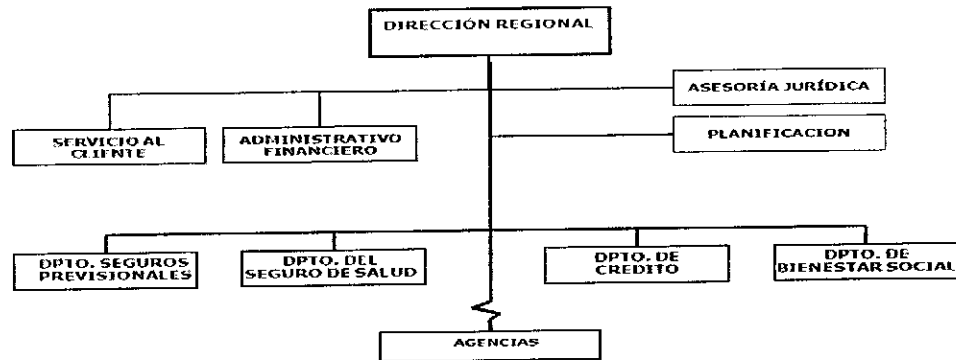 DIRECCIÓN REGIONAL
ASESORÍA JURÍDICA
SERVICIO AL
CLIENTE
ADMINISTRATIVO
FINANCIERO
PLANIFICACION
DPTO. SEGUROS
PREVISIONALES
DPTO. DEL
SEGURO DE SALUD
DPTO. DE
CREDITO
DPTO. DE
BIENESTAR SOCIAL
AGENCIAS